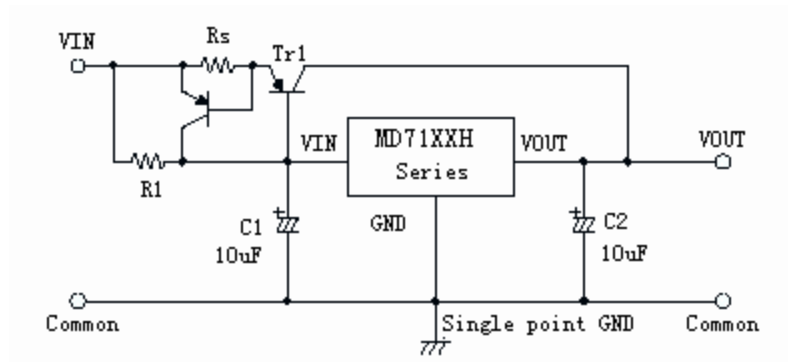 VIN
Rs
Tr1
R1
VIN
MD71XXH
Series
VOUT
VOUT
C1
10uF
GND
C2
10uF
Common
Single point GND
Common